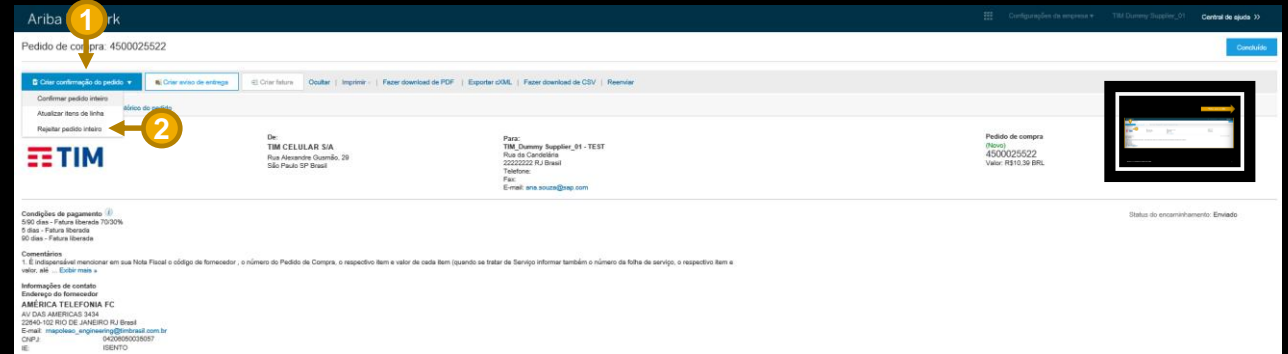 Ariba
rk
Configurações da empresa
TIM Dummy Supplier_01
Central de ajuda >>
1
Pedido de compra: 4500025522
Concluído
Criar confirmação do pedido
Criar aviso de entrega
Criar fatura
Ocultar | Imprimir | Fazer download de PDF | Exportar cXML | Fazer download de CSV | Reenviar
Confirmar pedido inteiro
tórico do pedido
Atualizar itens de linha
Rejeitar pedido inteiro
2
TIM
De:
TIM CELULAR S/A
Rua Alexandre Gusmão, 29
São Paulo SP Brasil
Para:
TIM_Dummy Supplier_01 - TEST
Rua da Candelária
22222222 RJ Brasil
Telefone:
Fax:
E-mail: ana.souza@sap.com
Pedido de compra
(Novo)
4500025522
Valor: R$10,39 BRL
Condições de pagamento
5/90 dias - Fatura liberada 70/30%
5 dias - Fatura liberada
90 dias - Fatura liberada
Status do encaminhamento: Enviado
Comentários
1. É indispensável mencionar em sua Nota Fiscal o código de fornecedor , o número do Pedido de Compra, o respectivo item e valor de cada item (quando se tratar de Serviço informar também o número da folha de serviço, o respectivo item e
valor, até ... Exibir mais »
Informações de contato
Endereço do fornecedor
AMÉRICA TELEFONIA FC
AV DAS AMERICAS 3434
22640-102 RIO DE JANEIRO RJ Brasil
E-mail:
CNPJ:
IE: ISENTO